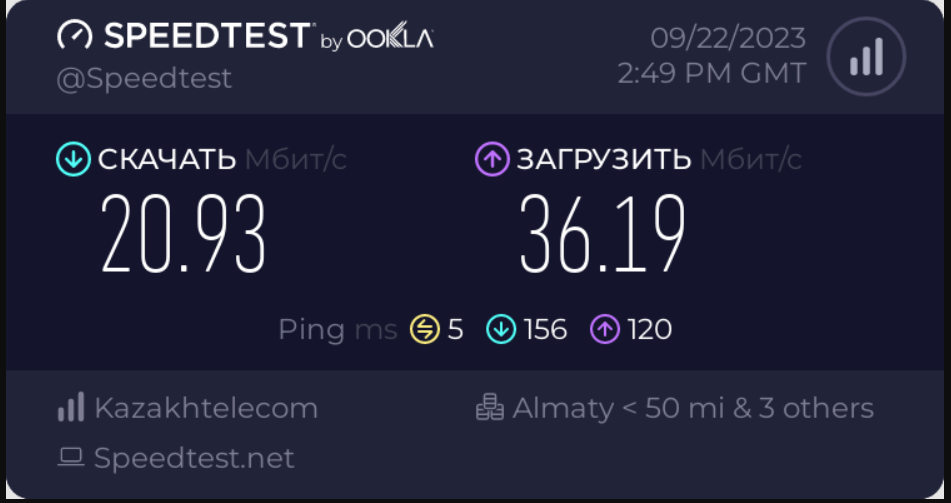 SPEEDTEST by OOKLA
@Speedtest
09/22/2023
2:49 PM GMT
СКАЧАТЬ Мбит/с
20.93
ЗАГРУЗИТЬ Мбит/с
36.19
Ping ms 5 156 120
Kazakhtelecom
Almaty < 50 mi & 3 others
Speedtest.net